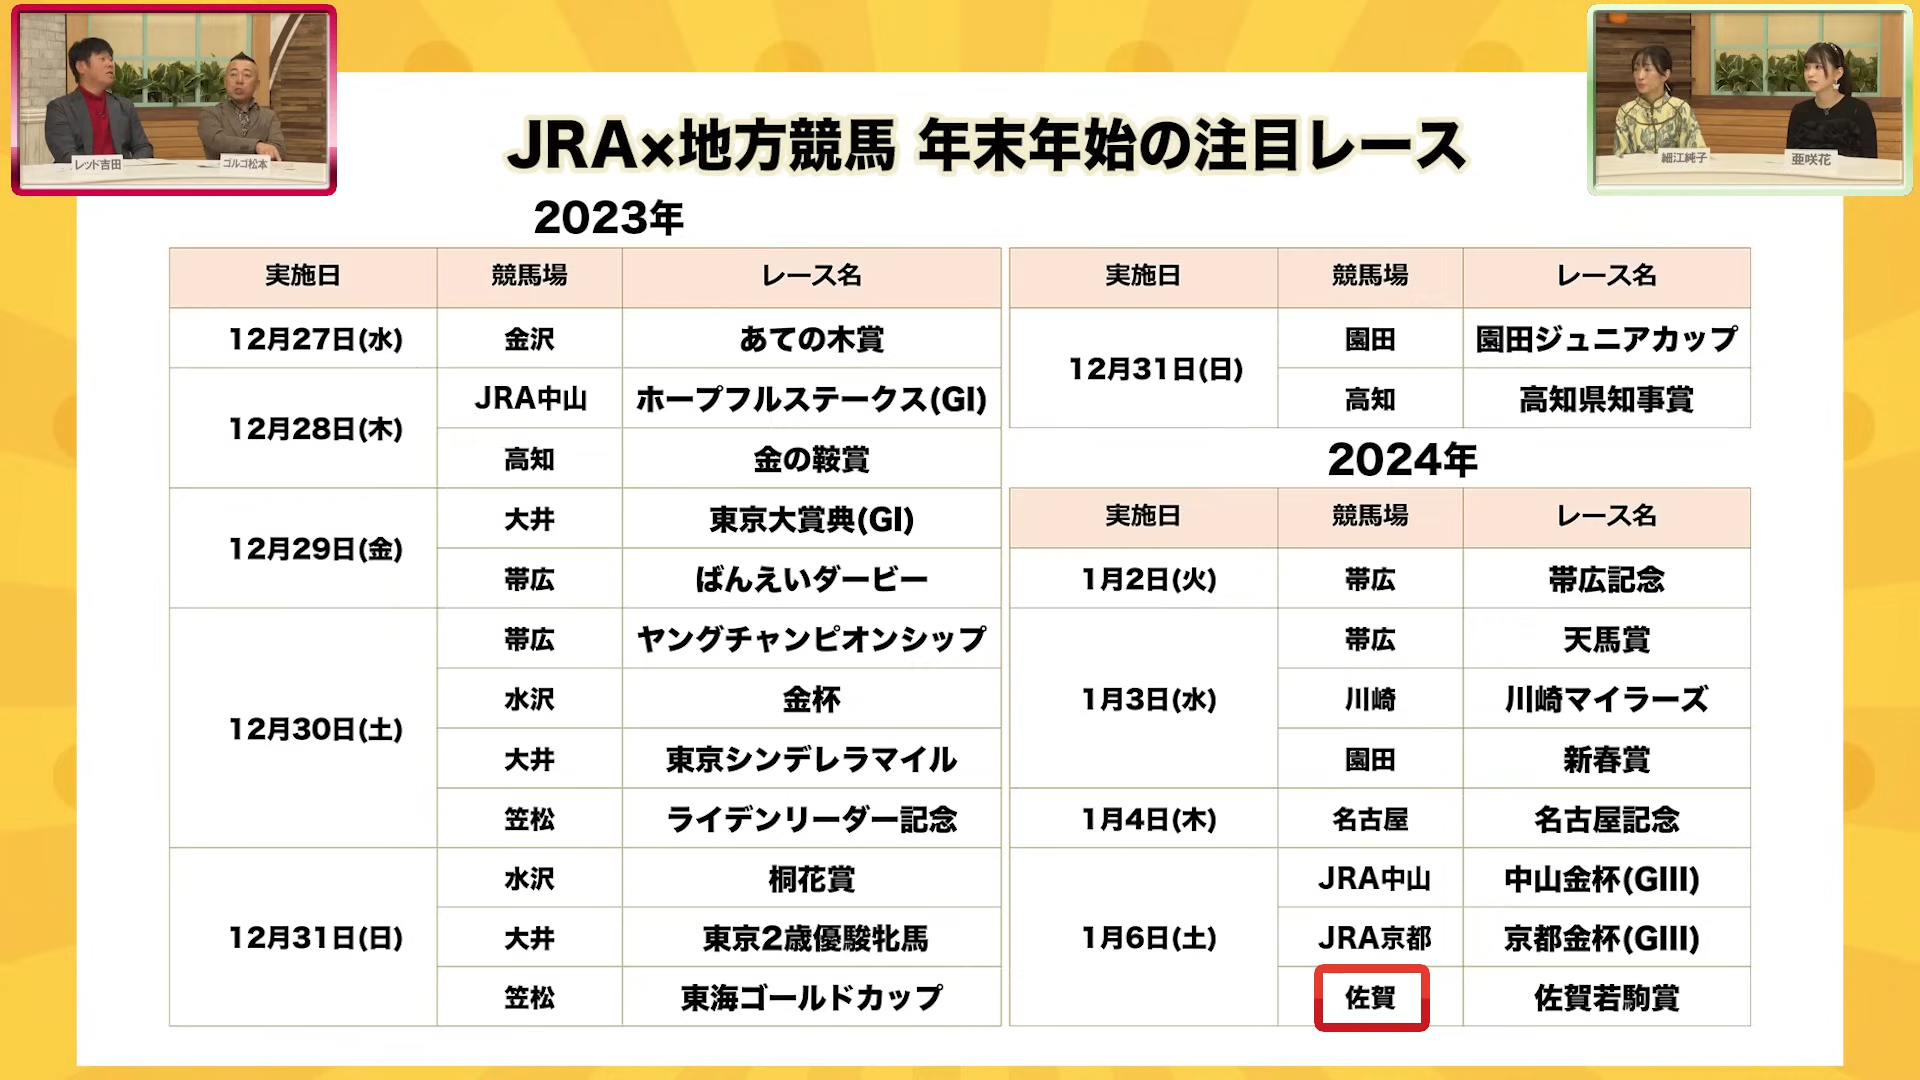 レッド吉田
ゴルゴ松本
細江純子
亜咲花
JRA×地方競馬 年末年始の注目レース
2023年
実施日 競馬場 レース名
12月27日(水) 金沢 あての木賞
12月28日(木) JRA中山 ホープフルステークス(GI)
高知 金の鞍賞
12月29日(金) 大井 東京大賞典(GI)
帯広 ばんえいダービー
12月30日(土) 帯広 ヤングチャンピオンシップ
水沢 金杯
大井 東京シンデレラマイル
笠松 ライデンリーダー記念
12月31日(日) 水沢 桐花賞
大井 東京2歳優駿牝馬
笠松 東海ゴールドカップ
実施日 競馬場 レース名
12月31日(日) 園田 園田ジュニアカップ
高知 高知県知事賞
2024年
実施日 競馬場 レース名
1月2日(火) 帯広 帯広記念
1月3日(水) 帯広 天馬賞
川崎 川崎マイラーズ
園田 新春賞
1月4日(木) 名古屋 名古屋記念
1月6日(土) JRA中山 中山金杯(GIII)
JRA京都 京都金杯(GIII)
佐賀 佐賀若駒賞